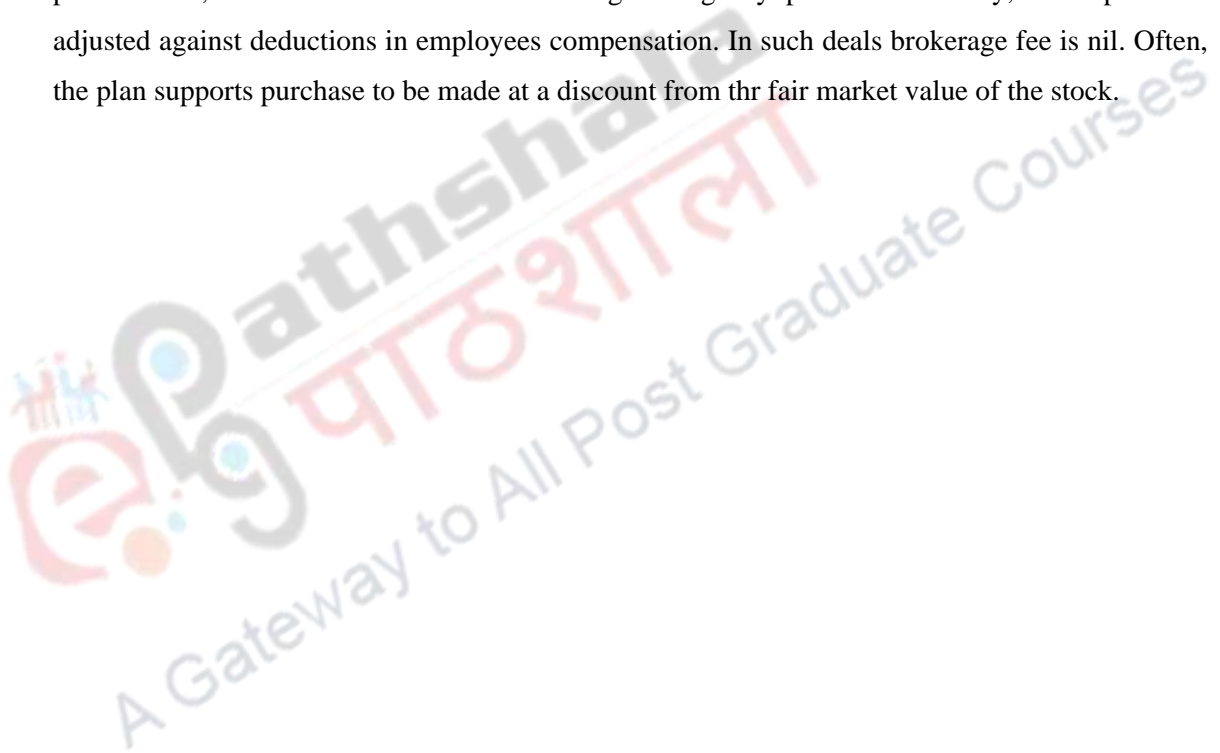 adjusted against deductions in employees compensation. In such deals brokerage fee is nil. Often,
the plan supports purchase to be made at a discount from thr fair market value of the stock.
Pathshala
पाठशाला
A Gateway to All Post Graduate Courses